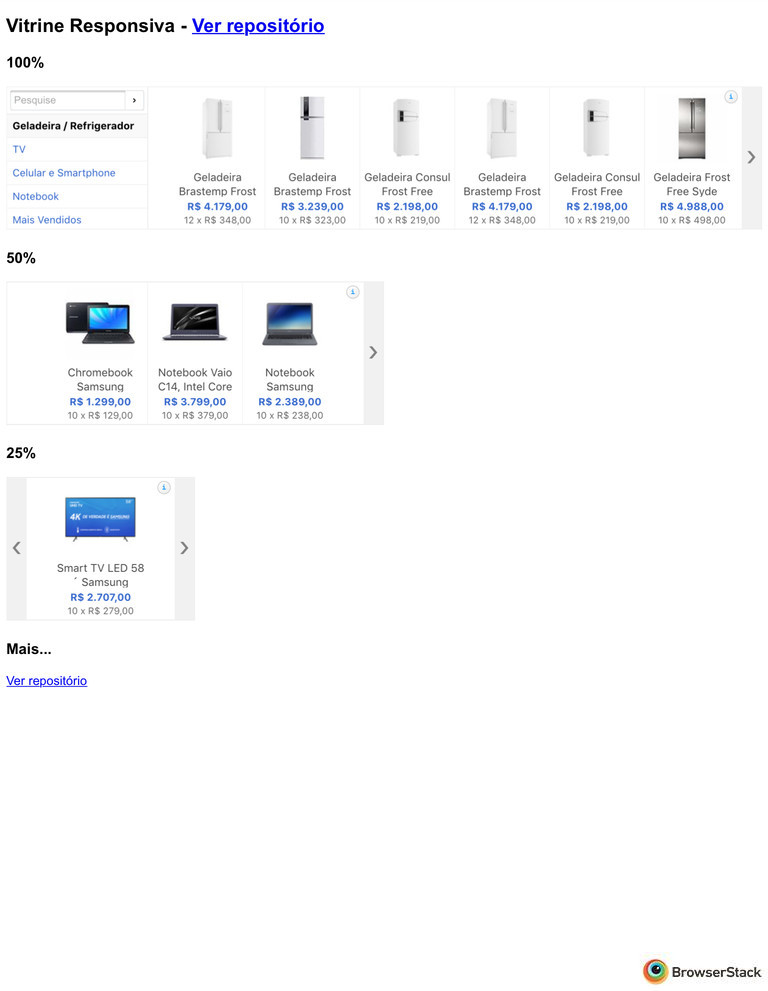 Vitrine Responsiva - Ver repositório
100%
Pesquise
Geladeira / Refrigerador
TV
Celular e Smartphone
Notebook
Mais Vendidos
Geladeira
Brastemp Frost
R$ 4.179,00
12 x R$ 348,00
Geladeira
Brastemp Frost
R$ 3.239,00
10 x R$ 323,00
Geladeira Consul
Frost Free
R$ 2.198,00
10 x R$ 219,00
Geladeira
Brastemp Frost
R$ 4.179,00
12 x R$ 348,00
Geladeira Consul
Frost Free
R$ 2.198,00
10 x R$ 219,00
Geladeira Frost
Free Syde
R$ 4.988,00
10 x R$ 498,00
50%
Chromebook
Samsung
R$ 1.299,00
10 x R$ 129,00
Notebook Vaio
C14, Intel Core
R$ 3.799,00
10 x R$ 379,00
Notebook
Samsung
R$ 2.389,00
10 x R$ 238,00
25%
4K DE VERDADE É SAMSUNG
Smart TV LED 58
´ Samsung
R$ 2.707,00
10 x R$ 279,00
Mais...
Ver repositório
BrowserStack